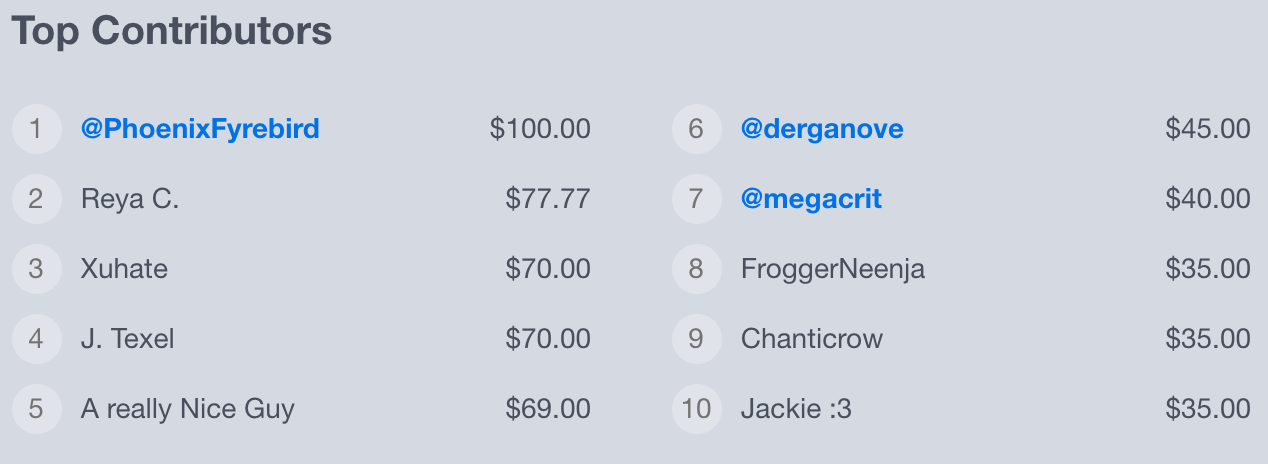 Top Contributors
1 @PhoenixFyrebird $100.00
2 Reya C. $77.77
3 Xuhate $70.00
4 J. Texel $70.00
5 A really Nice Guy $69.00
6 @derganove $45.00
7 @megacrit $40.00
8 FroggerNeenja $35.00
9 Chanticrow $35.00
10 Jackie :3 $35.00